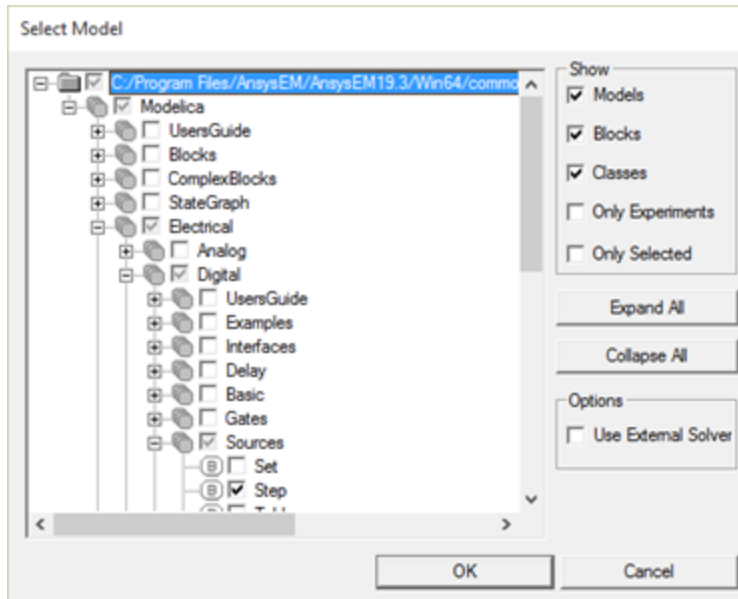 Select Model
C:/Program Files/AnsysEM/AnsysEM19.3/Win64/commo
Modelica
UsersGuide
Blocks
ComplexBlocks
StateGraph
Electrical
Analog
Digital
UsersGuide
Examples
Interfaces
Delay
Basic
Gates
Sources
B Set
B Step
Show
Models
Blocks
Classes
Only Experiments
Only Selected
Expand All
Collapse All
Options
Use External Solver
OK
Cancel